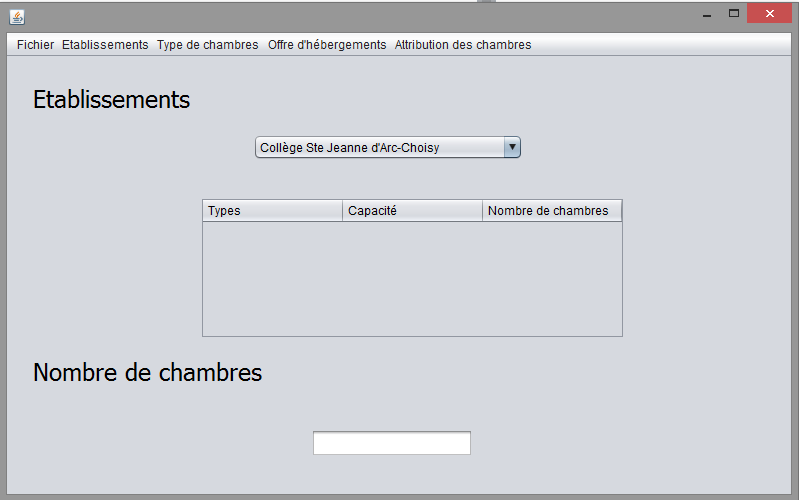 Fichier Etablissements Type de chambres Offre d'hébergements Attribution des chambres
Etablissements
Collège Ste Jeanne d'Arc-Choisy
Types Capacité Nombre de chambres
Nombre de chambres